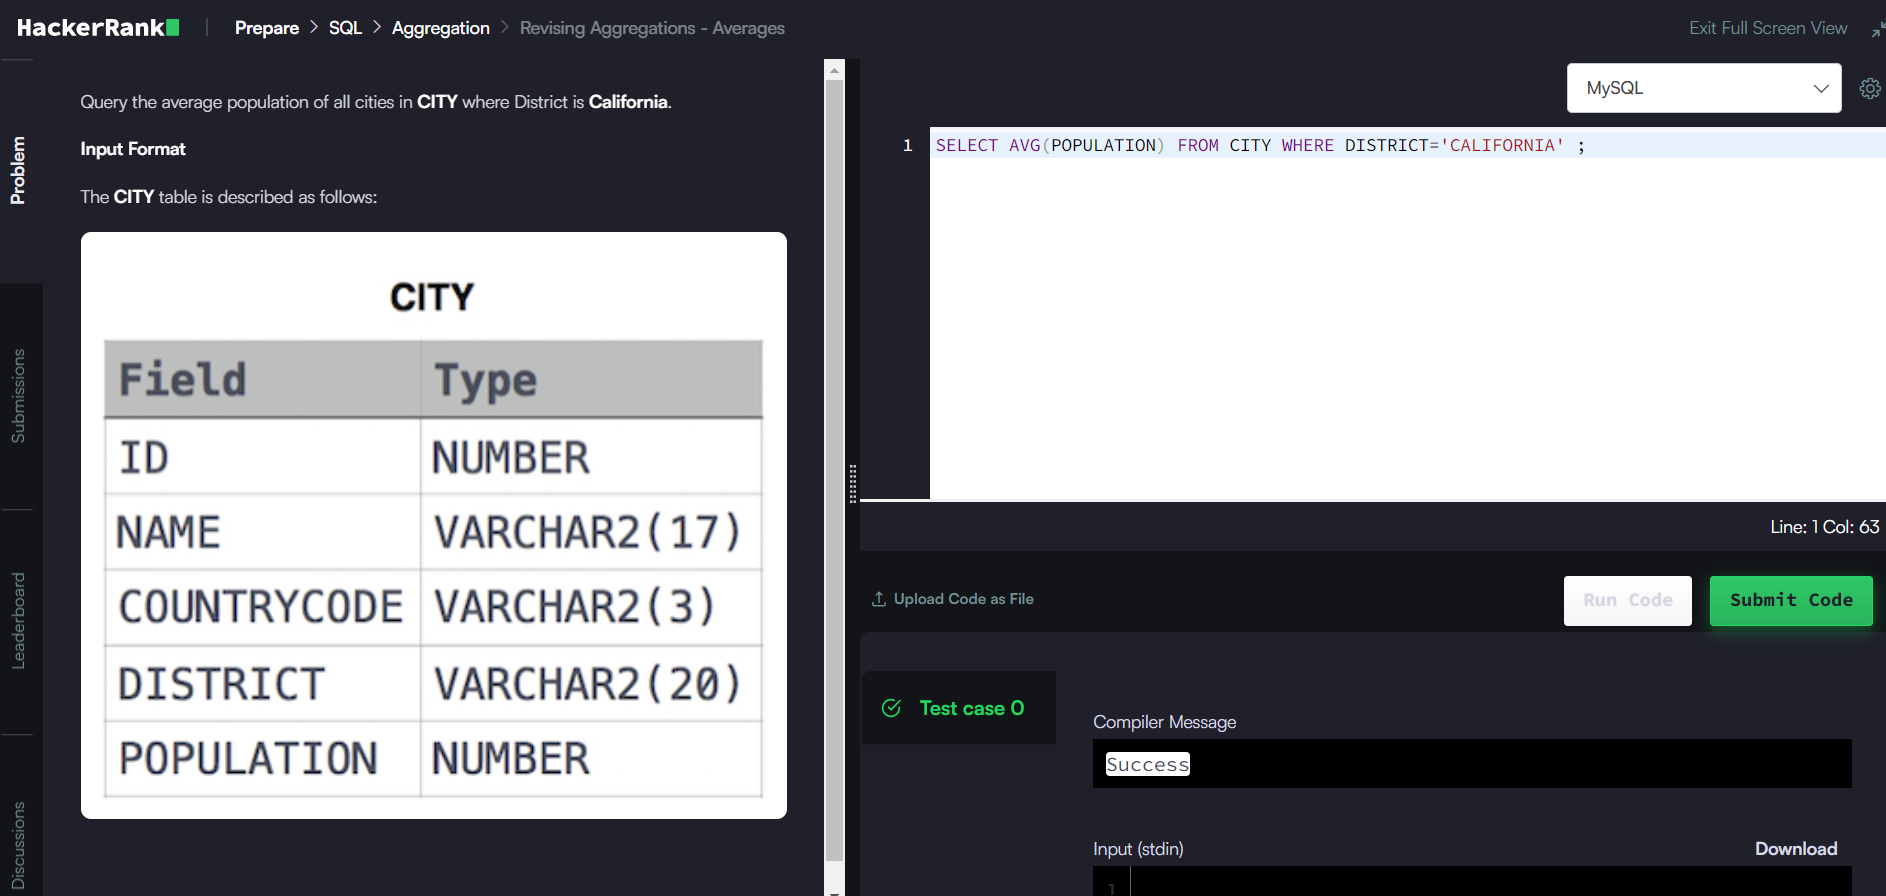 HackerRank
Prepare > SQL > Aggregation > Revising Aggregations - Averages
Exit Full Screen View
Problem
Submissions
Leaderboard
Discussions
Query the average population of all cities in CITY where District is California.
Input Format
The CITY table is described as follows:
CITY
Field Type
ID NUMBER
NAME VARCHAR2(17)
COUNTRYCODE VARCHAR2(3)
DISTRICT VARCHAR2(20)
POPULATION NUMBER
MySQL
1 SELECT AVG(POPULATION) FROM CITY WHERE DISTRICT='CALIFORNIA' ;
Line: 1 Col: 63
Upload Code as File
Run Code
Submit Code
Test case 0
Compiler Message
Success
Input (stdin)
Download
1